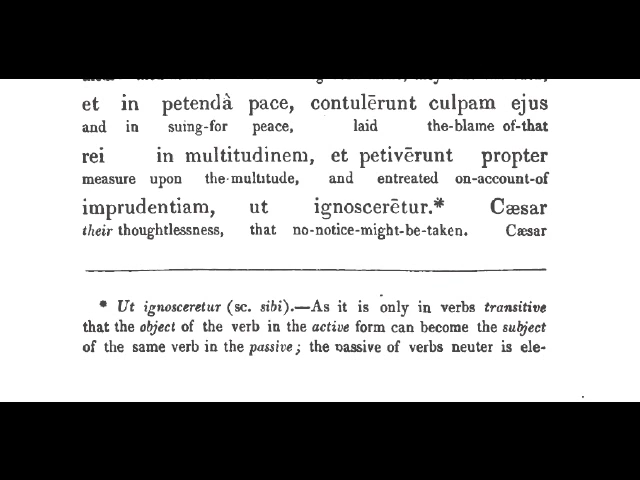 et in petendà pace, contulērunt culpam ejus
and in suing-for peace, laid the-blame of-that
rei in multitudinem, et petivērunt propter
measure upon the multitude, and entreated on-account-of
imprudentiam, ut ignoscerētur.* Cæsar
their thoughtlessness, that no-notice-might-be-taken. Cæsar
* Ut ignosceretur (sc. sibi).—As it is only in verbs transitive
that the object of the verb in the active form can become the subject
of the same verb in the passive; the passive of verbs neuter is ele-